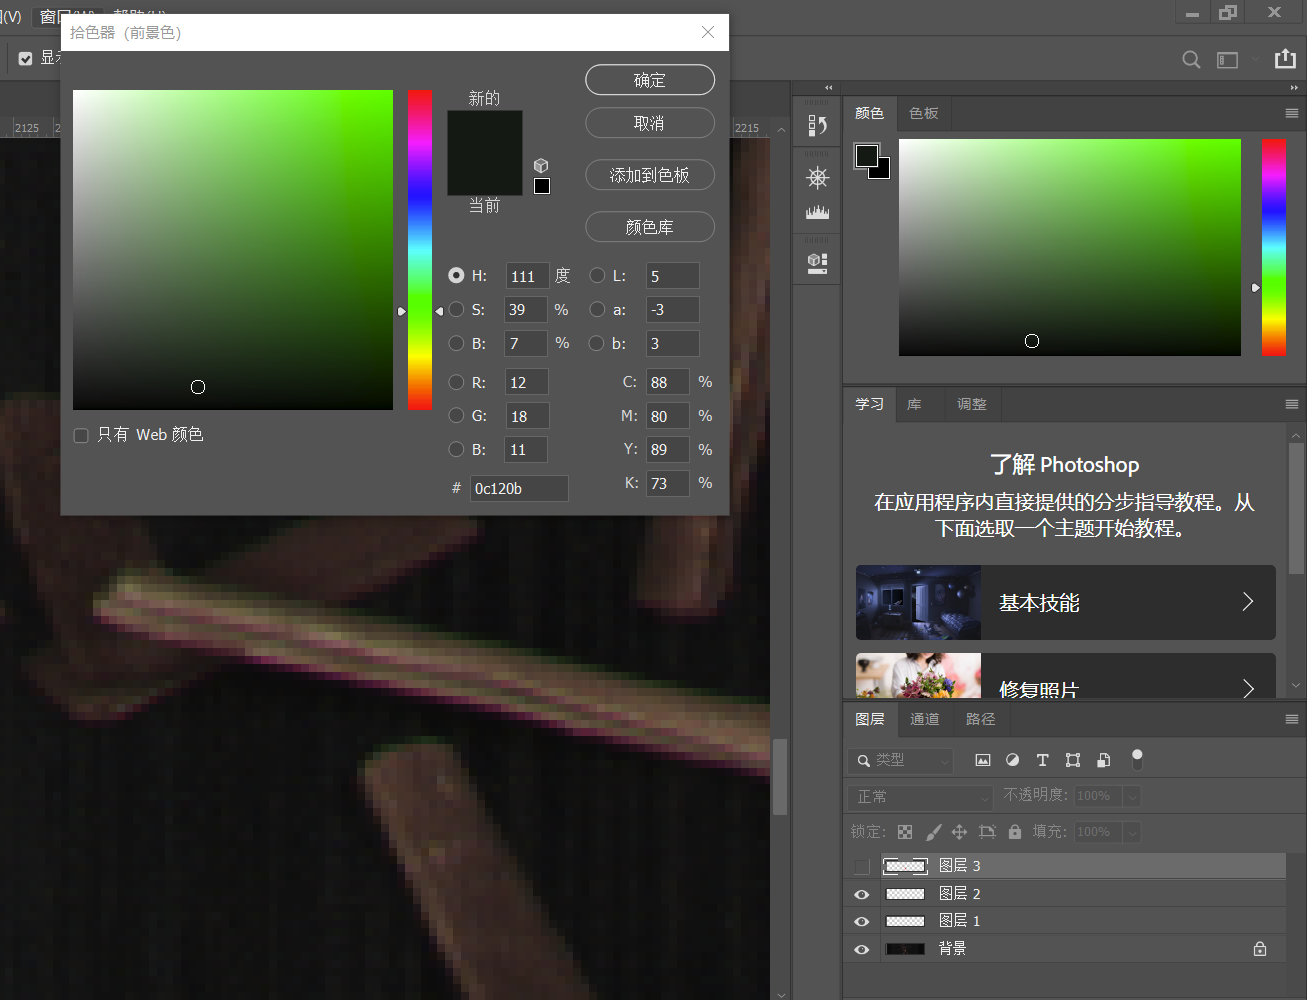 (V)
拾色器（前景色）
新的
当前
确定
取消
添加到色板
颜色库
H: 111 度
S: 39 %
B: 7 %
R: 12
G: 18
B: 11
# 0c120b
L: 5
a: -3
b: 3
C: 88 %
M: 80 %
Y: 89 %
K: 73 %
只有 Web 颜色
2125
2215
颜色 色板
学习 库 调整
了解 Photoshop
在应用程序内直接提供的分步指导教程。从
下面选取一个主题开始教程。
基本技能
修复照片
图层 通道 路径
类型
正常 不透明度: 100%
锁定: 填充: 100%
图层 3
图层 2
图层 1
背景